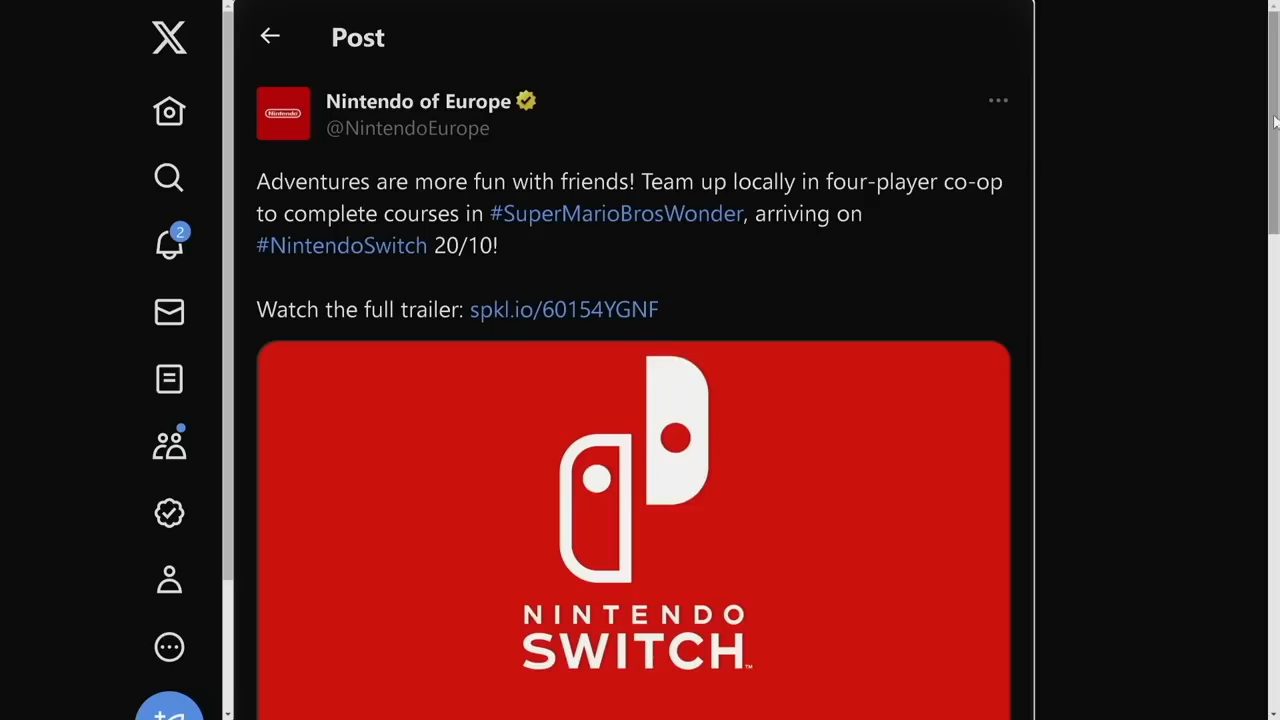 Post
Nintendo
Nintendo of Europe
@NintendoEurope
Adventures are more fun with friends! Team up locally in four-player co-op
to complete courses in #SuperMarioBrosWonder, arriving on
#NintendoSwitch 20/10!
2
Watch the full trailer: spkl.io/60154YGNF
NINTENDO
SWITCH™